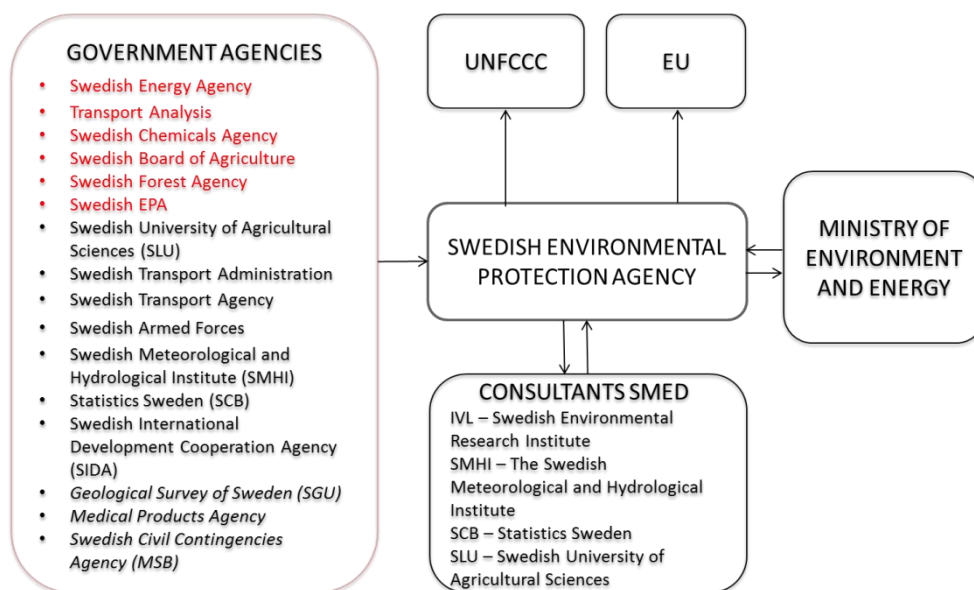 GOVERNMENT AGENCIES
• Swedish Energy Agency
• Transport Analysis
• Swedish Chemicals Agency
• Swedish Board of Agriculture
• Swedish Forest Agency
• Swedish EPA
• Swedish University of Agricultural
Sciences (SLU)
• Swedish Transport Administration
• Swedish Transport Agency
• Swedish Armed Forces
• Swedish Meteorological and
Hydrological Institute (SMHI)
• Statistics Sweden (SCB)
• Swedish International
Development Cooperation Agency
(SIDA)
• Geological Survey of Sweden (SGU)
• Medical Products Agency
• Swedish Civil Contingencies
Agency (MSB)
UNFCCC
EU
SWEDISH ENVIRONMENTAL
PROTECTION AGENCY
MINISTRY OF
ENVIRONMENT
AND ENERGY
CONSULTANTS SMED
IVL – Swedish Environmental
Research Institute
SMHI – The Swedish
Meteorological and Hydrological
Institute
SCB – Statistics Sweden
SLU – Swedish University of
Agricultural Sciences